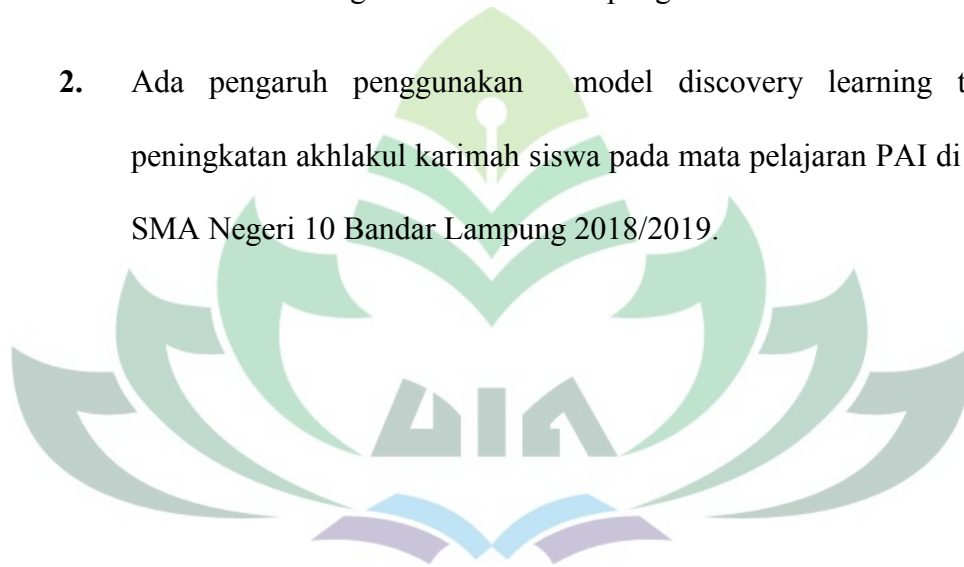 2. Ada pengaruh penggunakan model discovery learning
peningkatan akhlakul karimah siswa pada mata pelajaran PAI di
SMA Negeri 10 Bandar Lampung 2018/2019.
UIN